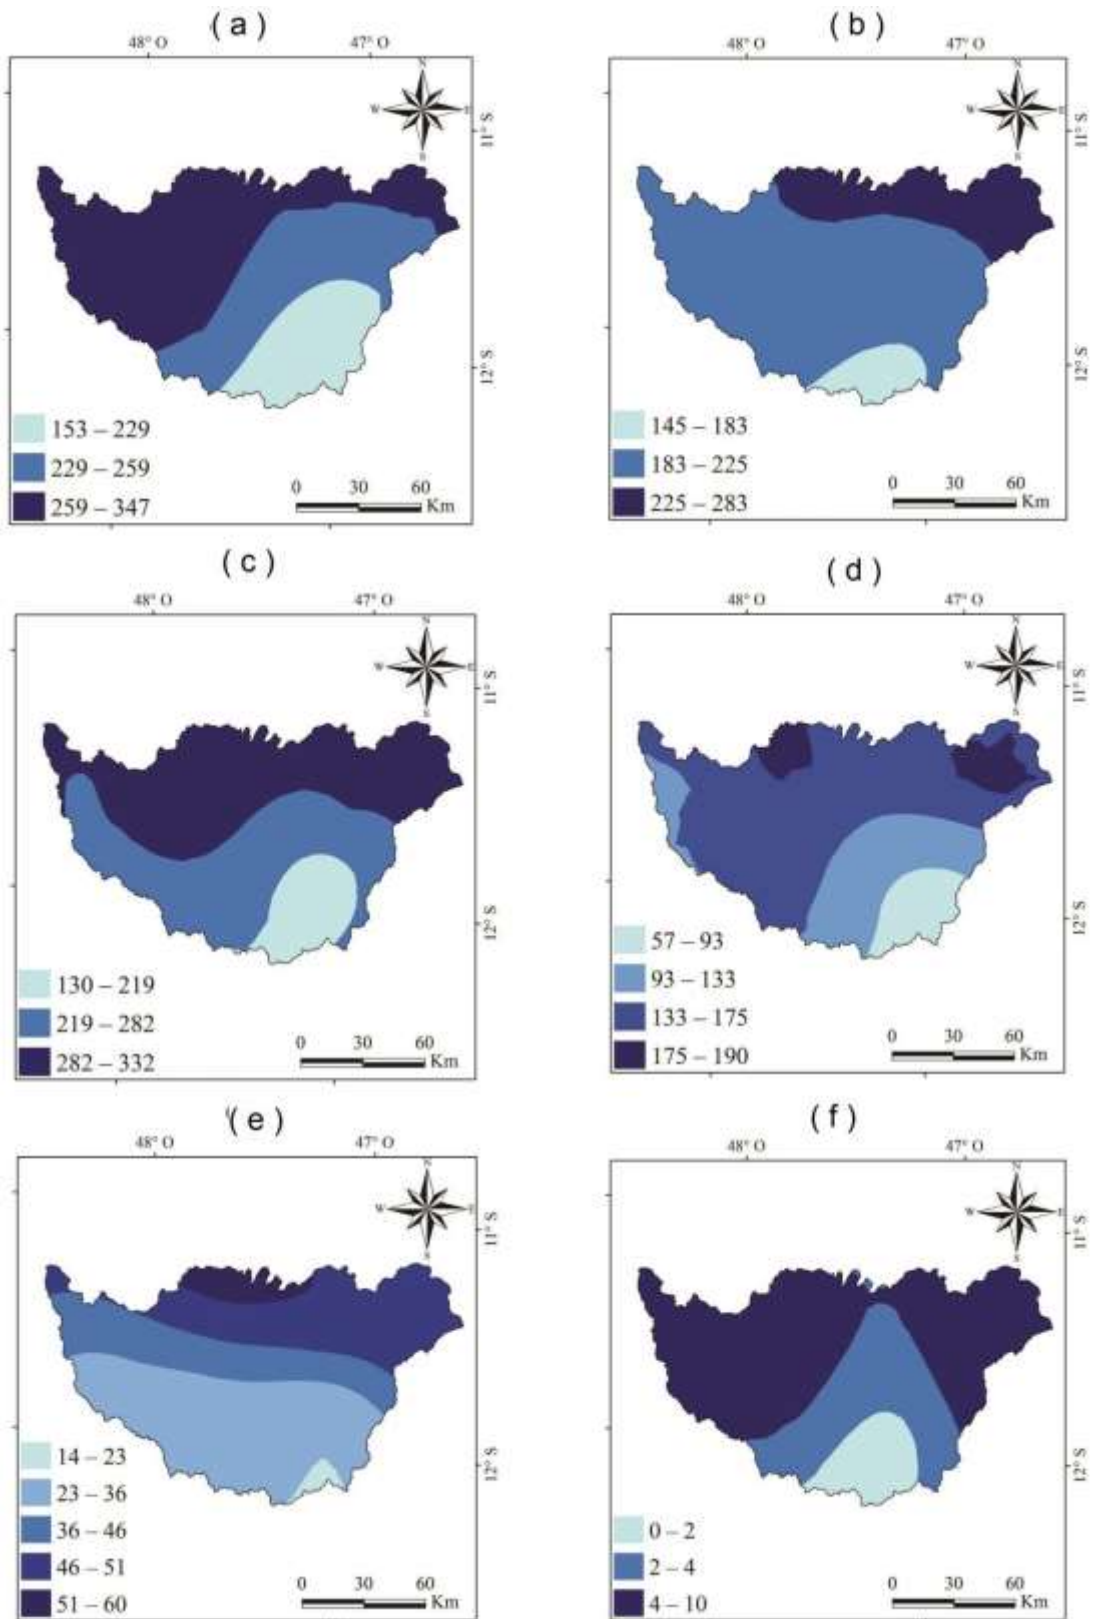 ( a )
48° O 47° O
N
W E
S
11° S
12° S
153 – 229
229 – 259
259 – 347
0 30 60
Km
( b )
48° O 47° O
N
W E
S
11° S
12° S
145 – 183
183 – 225
225 – 283
0 30 60
Km
( c )
48° O 47° O
N
W E
S
11° S
12° S
130 – 219
219 – 282
282 – 332
0 30 60
Km
( d )
48° O 47° O
N
W E
S
11° S
12° S
57 – 93
93 – 133
133 – 175
175 – 190
0 30 60
Km
( e )
48° O 47° O
N
W E
S
11° S
12° S
14 – 23
23 – 36
36 – 46
46 – 51
51 – 60
0 30 60
Km
( f )
48° O 47° O
N
W E
S
11° S
12° S
0 – 2
2 – 4
4 – 10
0 30 60
Km